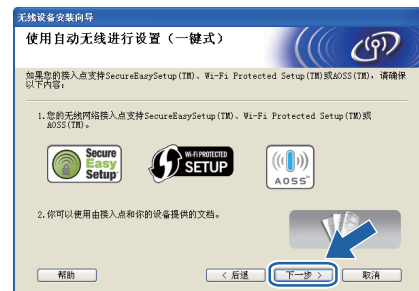 无线设备安装向导
使用自动无线进行设置（一键式）
如果您的接入点支持SecureEasySetup(TM)、Wi-Fi Protected Setup(TM)或AOSS(TM)，请确保
以下内容：
1.您的无线网络接入点支持SecureEasySetup(TM)、Wi-Fi Protected Setup(TM)或
AOSS(TM)。
Secure
Easy
Setup
WI-FI PROTECTED
SETUP
AOSS™
2.你可以使用由接入点和你的设备提供的文档。
帮助
< 后退
下一步 >
取消